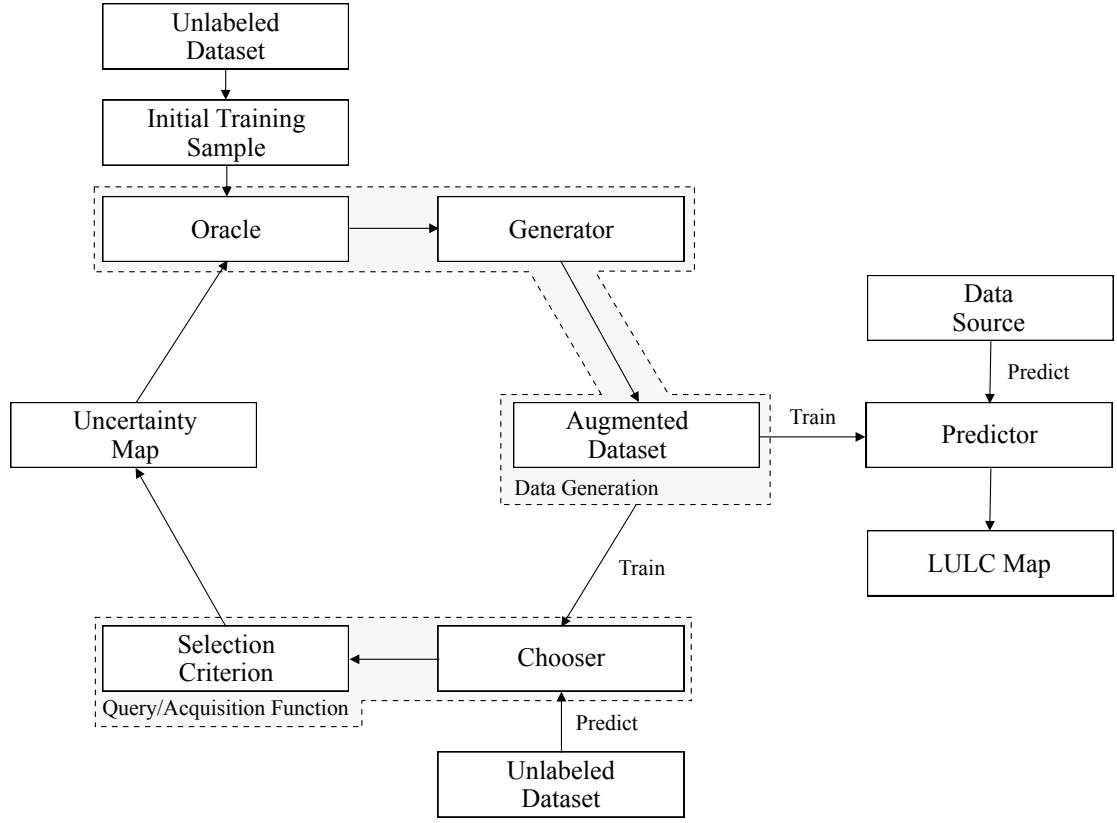 Unlabeled
Dataset
Initial Training
Sample
Oracle
Generator
Data
Source
Predict
Uncertainty
Map
Augmented
Dataset
Train
Predictor
Data Generation
Train
LULC Map
Selection
Criterion
Chooser
Query/Acquisition Function
Predict
Unlabeled
Dataset